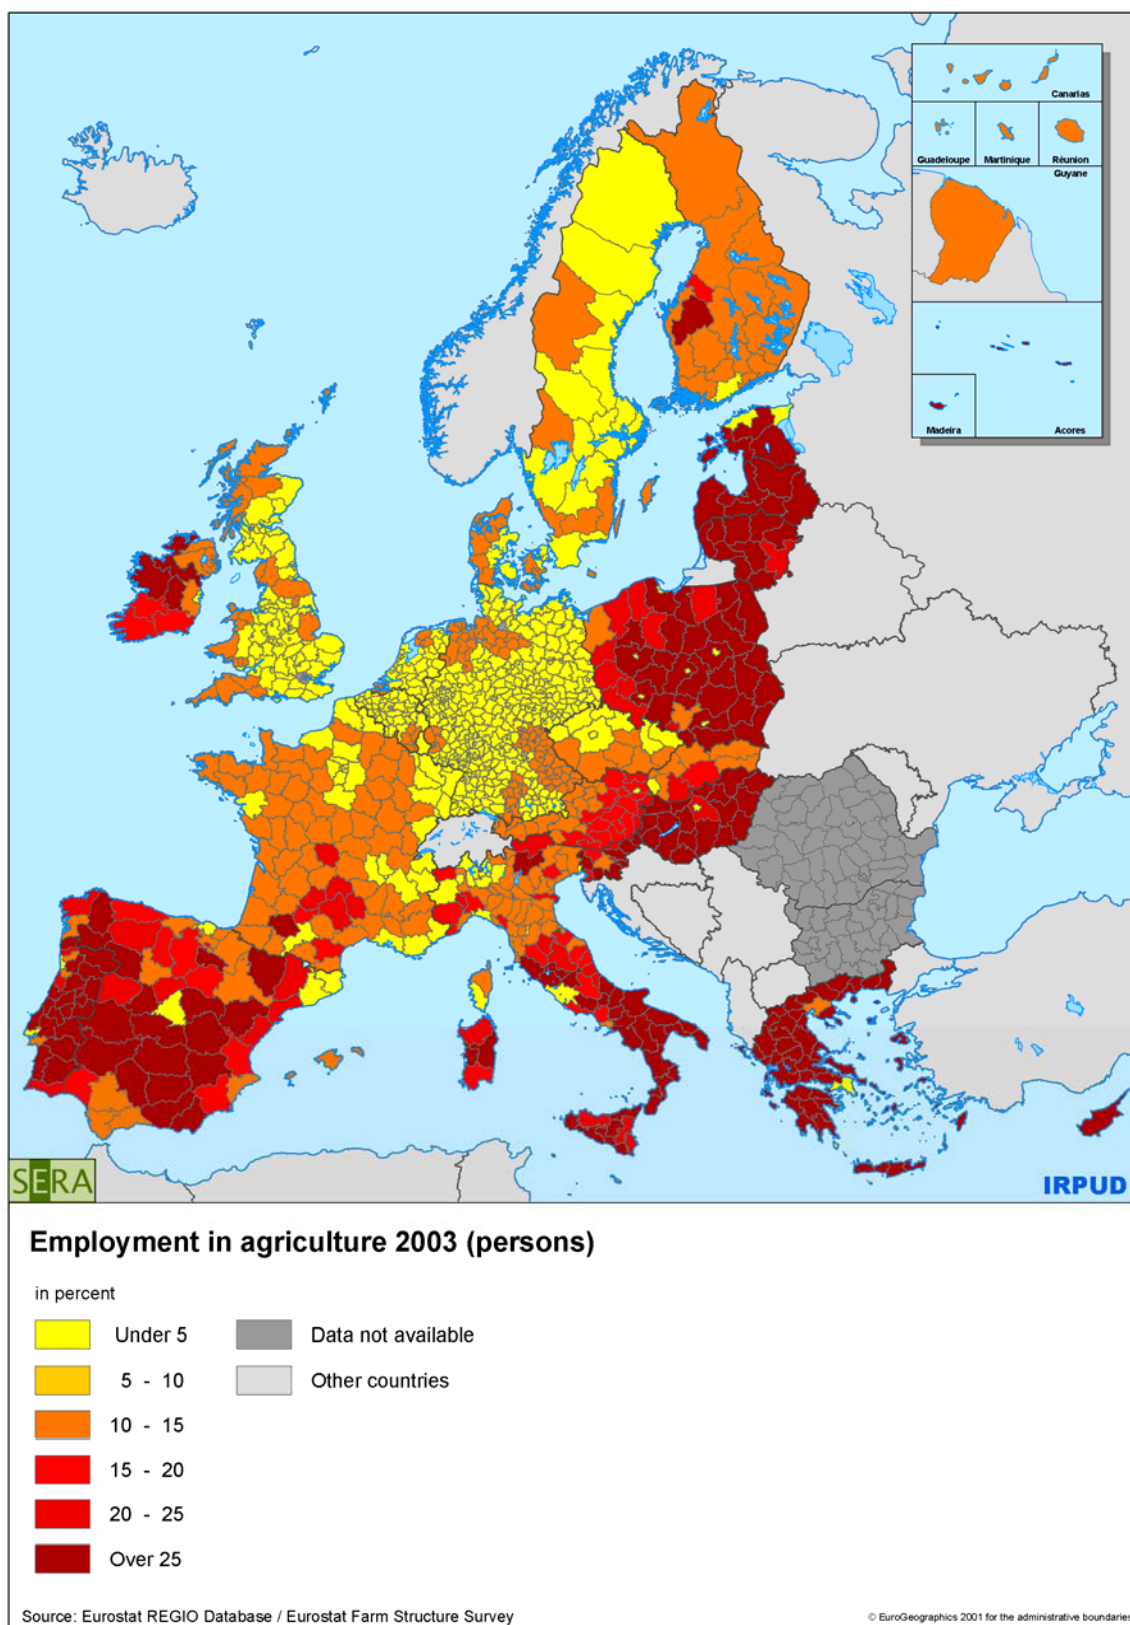 Canarias
Guadeloupe Martinique Réunion
Guyane
Madeira Acores
SERA
IRPUD
Employment in agriculture 2003 (persons)
in percent
Under 5 Data not available
5 - 10 Other countries
10 - 15
15 - 20
20 - 25
Over 25
Source: Eurostat REGIO Database / Eurostat Farm Structure Survey
© EuroGeographics 2001 for the administrative boundaries